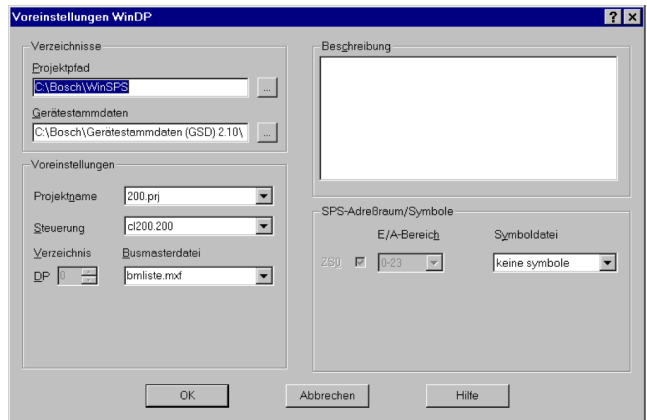 Voreinstellungen WinDP
Verzeichnisse
Projektpfad
C:\Bosch\WinSPS
...
Gerätestammdaten
C:\Bosch\Gerätestammdaten (GSD) 2.10\
...
Beschreibung
Voreinstellungen
Projektname
200.prj
Steuerung
cl200.200
Verzeichnis
Busmasterdatei
DP
0
bmliste.mxf
SPS-Adreßraum/Symbole
E/A-Bereich
Symboldatei
ZS0
0-23
keine symbole
OK
Abbrechen
Hilfe